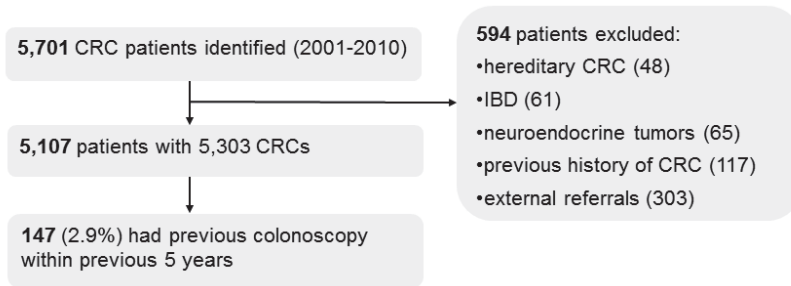 5,701 CRC patients identified (2001-2010)
594 patients excluded:
•hereditary CRC (48)
•IBD (61)
•neuroendocrine tumors (65)
•previous history of CRC (117)
•external referrals (303)
5,107 patients with 5,303 CRCs
147 (2.9%) had previous colonoscopy
within previous 5 years